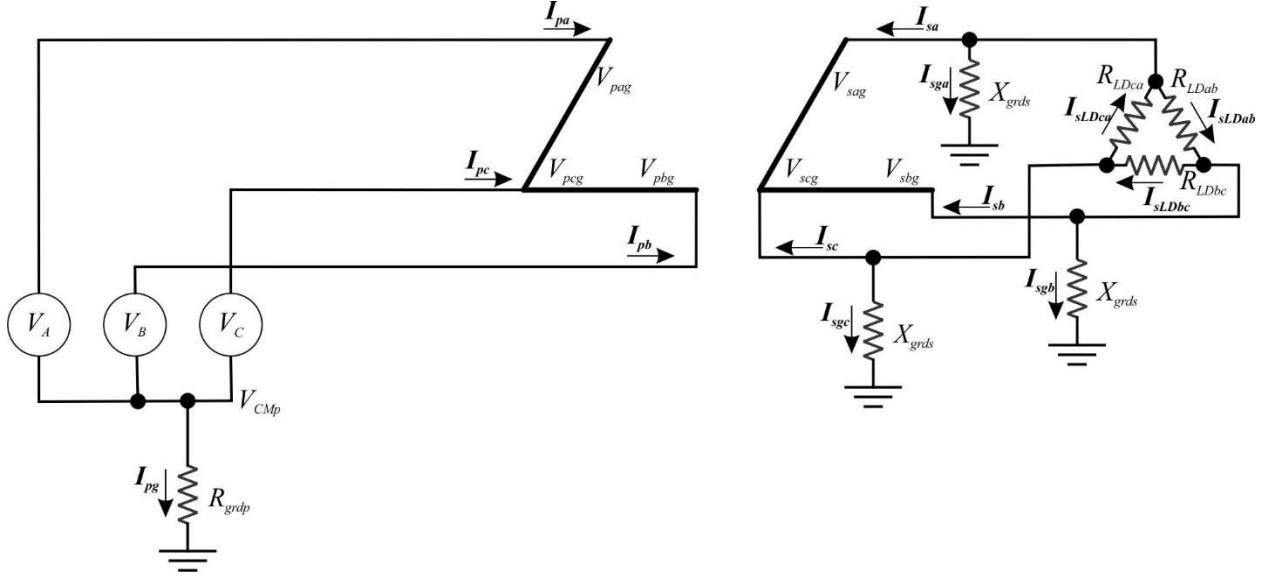 I_pa
I_sa
V_pag
V_sag
I_sga
X_grds
R_LDca
R_LDab
I_sLDca
I_sLDab
I_pc
V_pcg
V_pbg
V_scg
V_sbg
R_LDbc
I_sLDbc
I_sb
I_pb
I_sc
I_sgb
X_grds
I_sgc
X_grds
V_A
V_B
V_C
V_CMp
I_pg
R_grdp